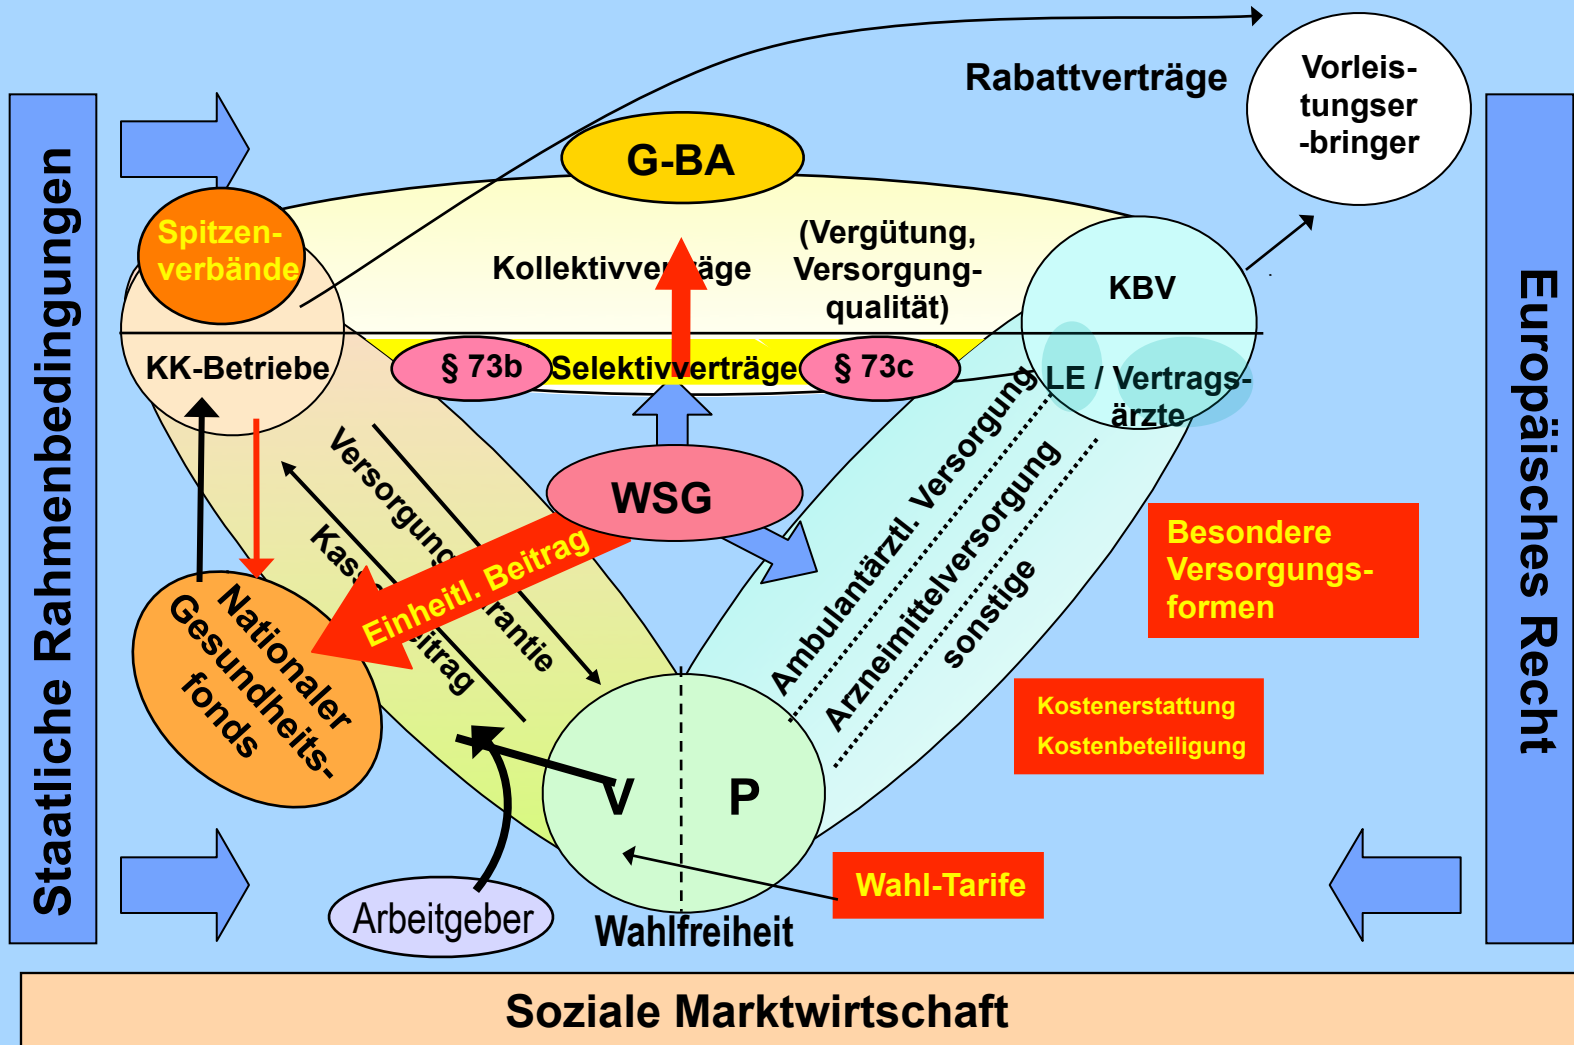 Rabattverträge
Vorleis-
tungser
-bringer
Staatliche Rahmenbedingungen
G-BA
Spitzen-
verbände
Kollektivverträge
(Vergütung,
Versorgung-
qualität)
KBV
KK-Betriebe
§ 73b
Selektivverträge
§ 73c
LE / Vertrags-
ärzte
Europäisches Recht
Versorgungsgarantie
Kassenbeitrag
WSG
Einheitl. Beitrag
Ambulantärztl. Versorgung
Arzneimittelversorgung
sonstige
Besondere
Versorgungs-
formen
Nationaler
Gesundheits-
fonds
Kostenerstattung
Kostenbeteiligung
V
P
Wahl-Tarife
Arbeitgeber
Wahlfreiheit
Soziale Marktwirtschaft